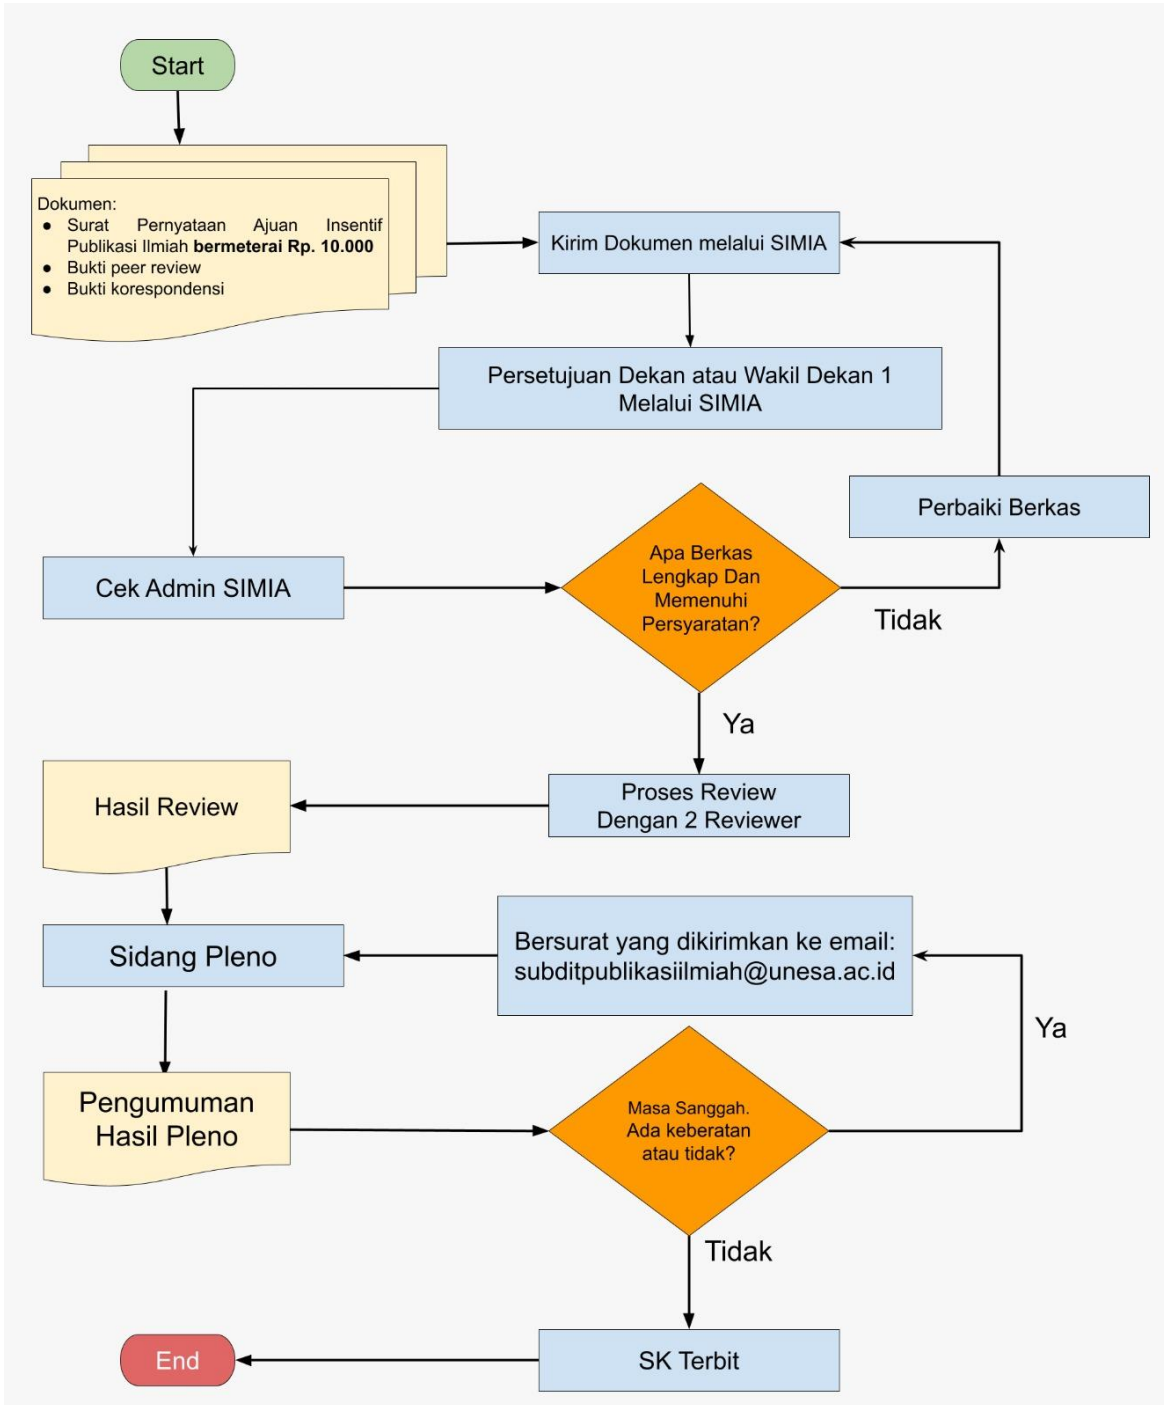 Start
Dokumen:
● Surat Pernyataan Ajuan Insentif
Publikasi Ilmiah bermeterai Rp. 10.000
● Bukti peer review
● Bukti korespondensi
Kirim Dokumen melalui SIMIA
Persetujuan Dekan atau Wakil Dekan 1
Melalui SIMIA
Perbaiki Berkas
Cek Admin SIMIA
Apa Berkas
Lengkap Dan
Memenuhi
Persyaratan?
Tidak
Ya
Proses Review
Dengan 2 Reviewer
Hasil Review
Sidang Pleno
Bersurat yang dikirimkan ke email:
subditpublikasiilmiah@unesa.ac.id
Ya
Pengumuman
Hasil Pleno
Masa Sanggah.
Ada keberatan
atau tidak?
Tidak
SK Terbit
End